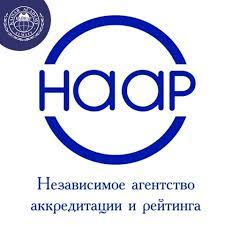 НААР
Независимое агентство
аккредитации и рейтинга